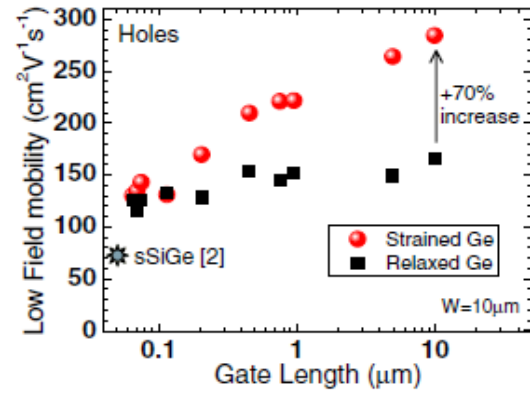 Low Field mobility (cm²V⁻¹s⁻¹)
300
250
200
150
100
50
0
Holes
+70%
increase
sSiGe [2]
Strained Ge
Relaxed Ge
W=10μm
0.1
1
10
Gate Length (μm)